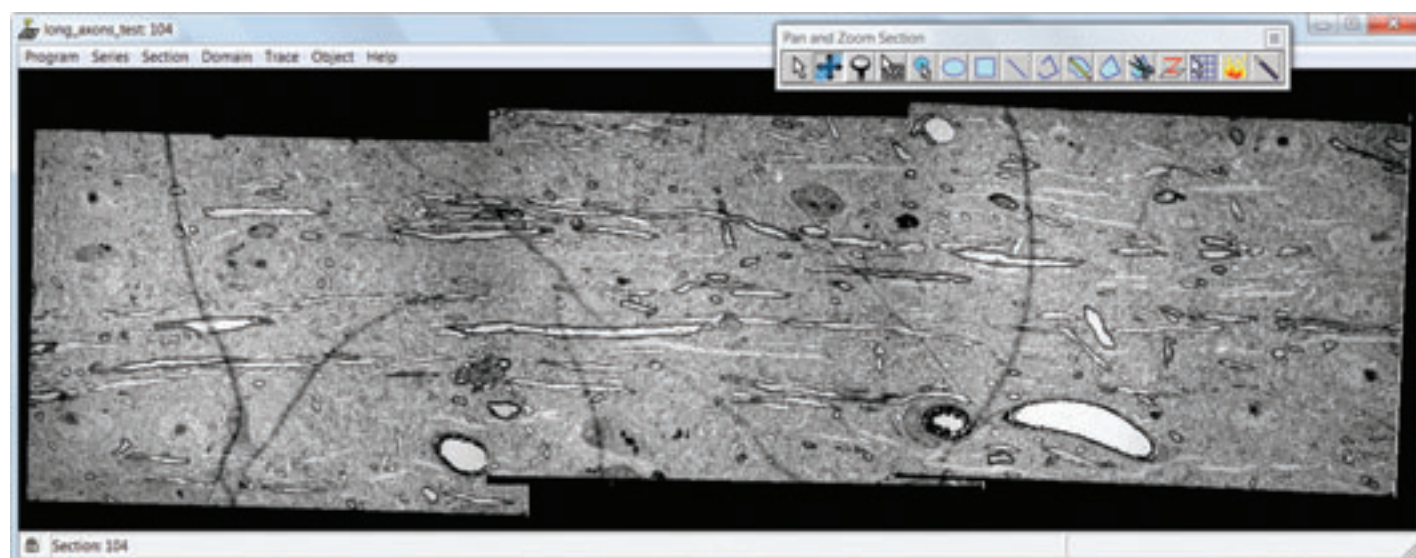 long_axons_test: 104
Pan and Zoom Section
Program Series Section Domain Trace Object Help
Section: 104